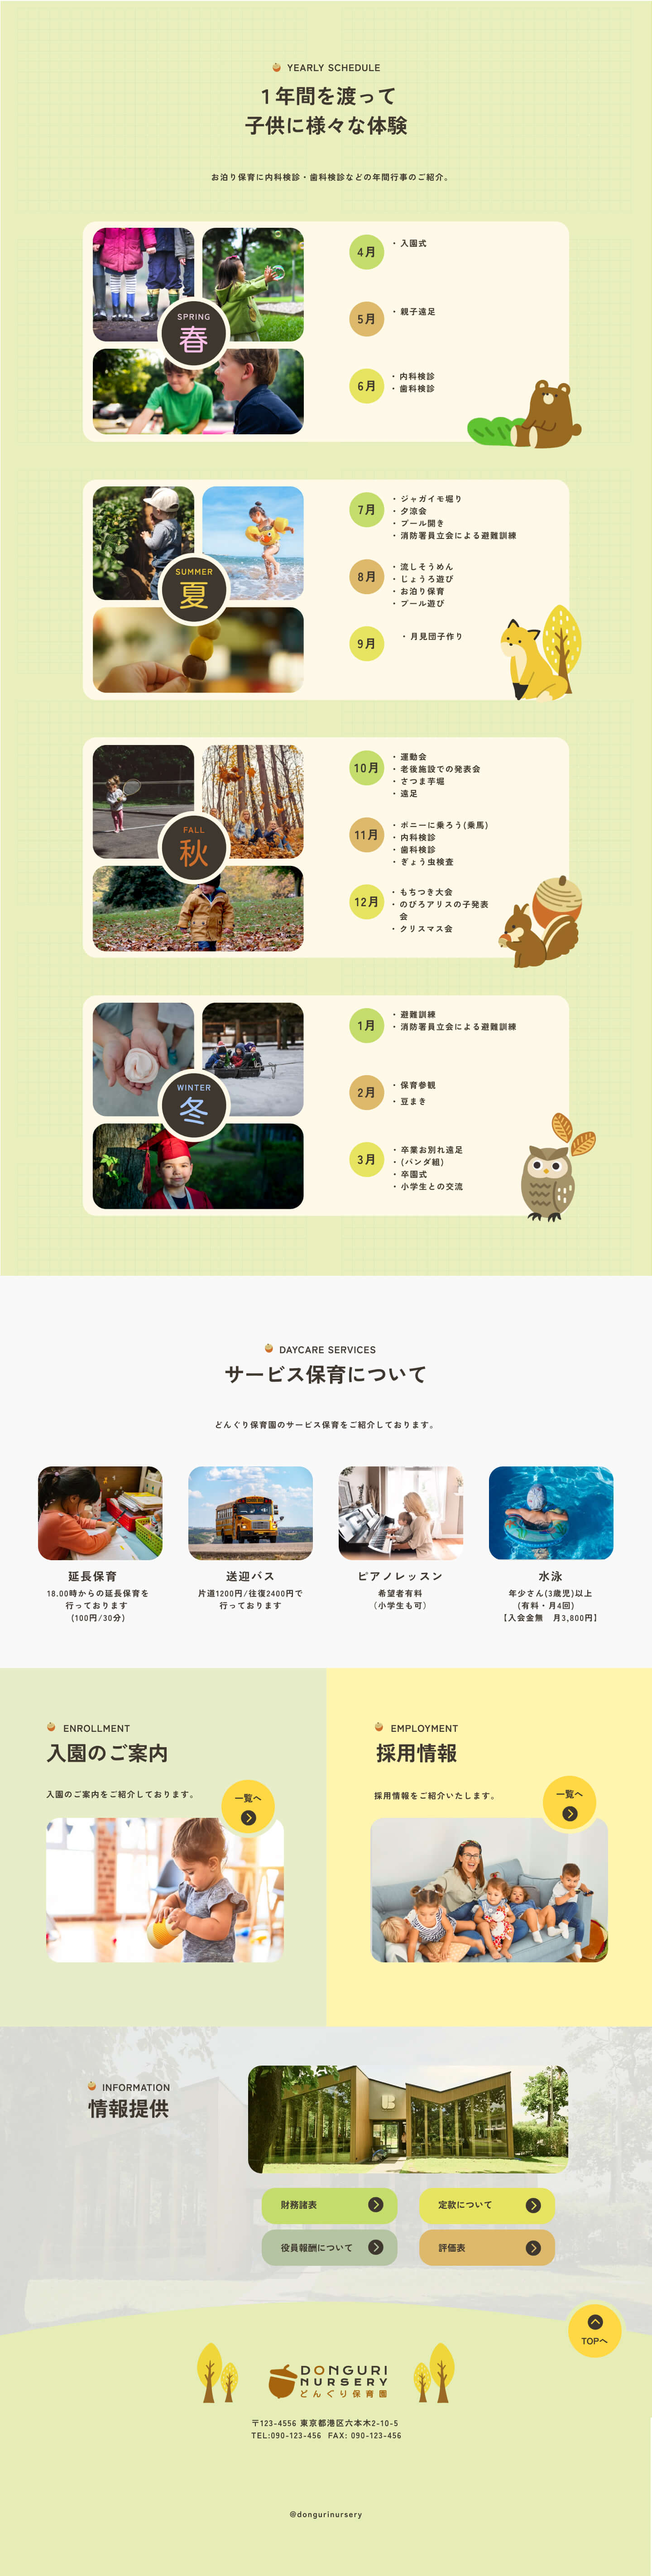 YEARLY SCHEDULE
１年間を渡って
子供に様々な体験
お泊り保育に内科検診・歯科検診などの年間行事のご紹介。
SPRING
春
4月
・入園式
5月
・親子遠足
6月
・内科検診
・歯科検診
SUMMER
夏
7月
・ジャガイモ堀り
・夕涼会
・プール開き
・消防署員立会による避難訓練
8月
・流しそうめん
・じょうろ遊び
・お泊り保育
・プール遊び
9月
・月見団子作り
FALL
秋
10月
・運動会
・老後施設での発表会
・さつま芋堀
・遠足
11月
・ポニーに乗ろう(乗馬)
・内科検診
・歯科検診
・ぎょう虫検査
12月
・もちつき大会
・のびろアリスの子発表
会
・クリスマス会
WINTER
冬
1月
・避難訓練
・消防署員立会による避難訓練
2月
・保育参観
・豆まき
3月
・卒業お別れ遠足
・(パンダ組)
・卒園式
・小学生との交流
DAYCARE SERVICES
サービス保育について
どんぐり保育園のサービス保育をご紹介しております。
延長保育
18.00時からの延長保育を
行っております
(100円/30分)
送迎バス
片道1200円/往復2400円で
行っております
ピアノレッスン
希望者有料
（小学生も可）
水泳
年少さん(3歳児)以上
(有料・月4回)
【入会金無　月3,800円】
ENROLLMENT
入園のご案内
入園のご案内をご紹介しております。
一覧へ
EMPLOYMENT
採用情報
採用情報をご紹介いたします。
一覧へ
INFORMATION
情報提供
財務諸表
定款について
役員報酬について
評価表
TOPへ
DONGURI
NURSERY
どんぐり保育園
〒123-4556 東京都港区六本木2-10-5
TEL:090-123-456 FAX: 090-123-456
@dongurinursery